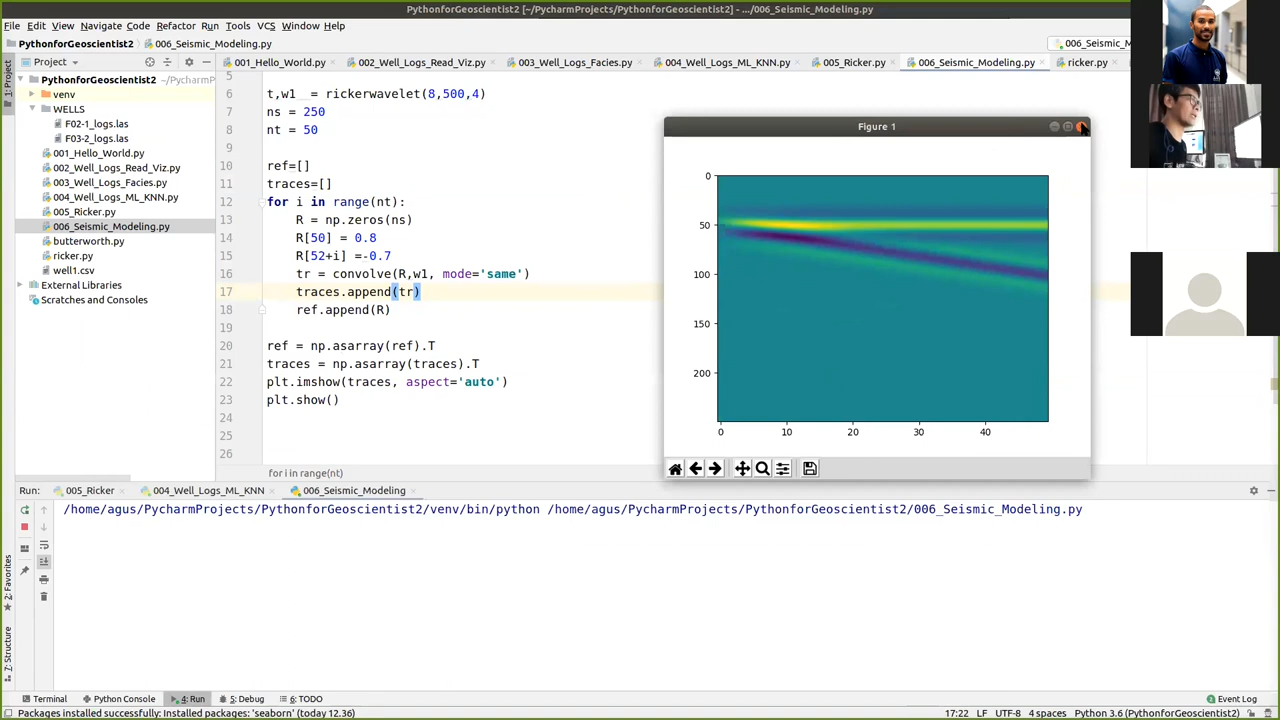 PythonforGeoscientist2 [~/PycharmProjects/PythonforGeoscientist2] - .../006_Seismic_Modeling.py
File Edit View Navigate Code Refactor Run Tools VCS Window Help
PythonforGeoscientist2 006_Seismic_Modeling.py
006_Seismic_M
1: Project
Project
001_Hello_World.py
002_Well_Logs_Read_Viz.py
003_Well_Logs_Facies.py
004_Well_Logs_ML_KNN.py
005_Ricker.py
006_Seismic_Modeling.py
ricker.py
PythonforGeoscientist2 ~/PycharmP
venv
WELLS
F02-1_logs.las
F03-2_logs.las
001_Hello_World.py
002_Well_Logs_Read_Viz.py
003_Well_Logs_Facies.py
004_Well_Logs_ML_KNN.py
005_Ricker.py
006_Seismic_Modeling.py
butterworth.py
ricker.py
well1.csv
External Libraries
Scratches and Consoles
5
6 t,w1 = rickerwavelet(8,500,4)
7 ns = 250
8 nt = 50
9
10 ref=[]
11 traces=[]
12 for i in range(nt):
13 R = np.zeros(ns)
14 R[50] = 0.8
15 R[52+i] =-0.7
16 tr = convolve(R,w1, mode='same')
17 traces.append(tr)
18 ref.append(R)
19
20 ref = np.asarray(ref).T
21 traces = np.asarray(traces).T
22 plt.imshow(traces, aspect='auto')
23 plt.show()
24
25
26
for i in range(nt)
Figure 1
0
50
100
150
200
0 10 20 30 40
Run: 005_Ricker 004_Well_Logs_ML_KNN 006_Seismic_Modeling
/home/agus/PycharmProjects/PythonforGeoscientist2/venv/bin/python /home/agus/PycharmProjects/PythonforGeoscientist2/006_Seismic_Modeling.py
2: Favorites
7: Structure
Terminal Python Console 4: Run 5: Debug 6: TODO Event Log
Packages installed successfully: Installed packages: 'seaborn' (today 12.36) 17:22 LF UTF-8 4 spaces Python 3.6 (PythonforGeoscientist2)